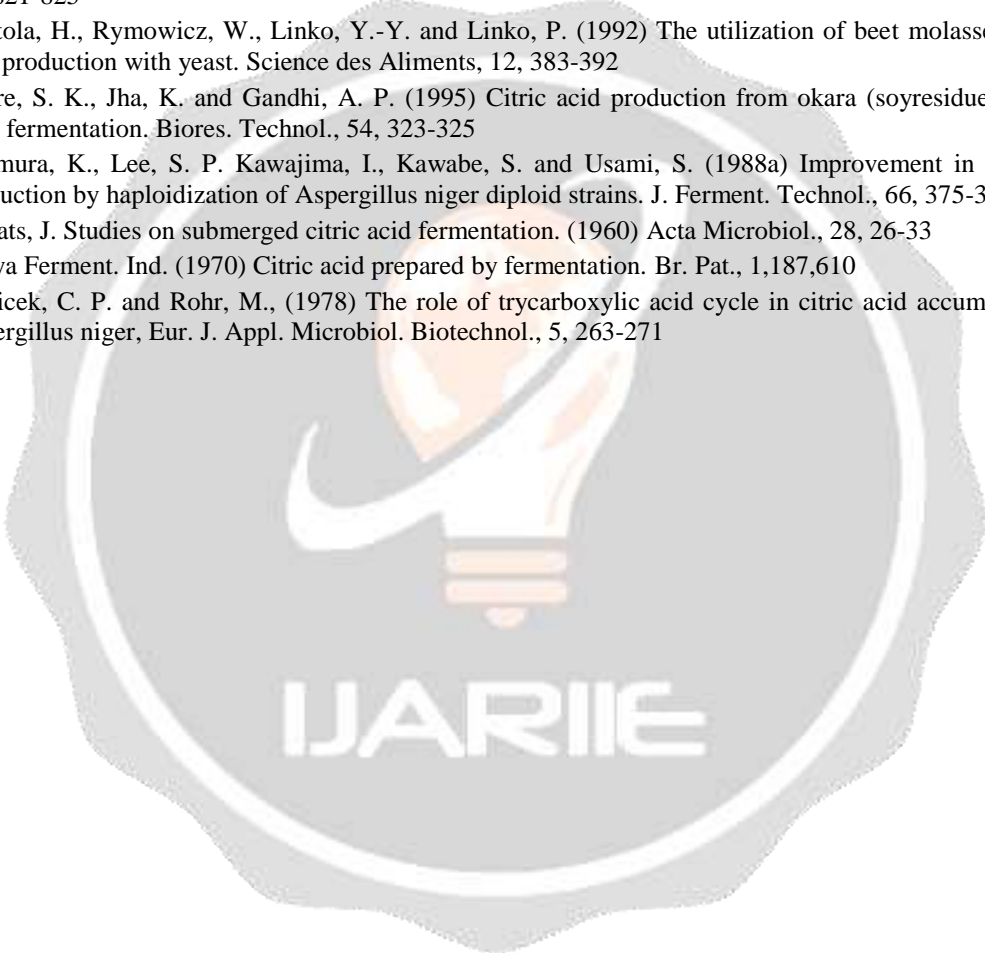 tola, H., Rymowicz, W., Linko, Y.-Y. and Linko, P. (1992) The utilization of beet molass
production with yeast. Science des Aliments, 12, 383-392
re, S. K., Jha, K. and Gandhi, A. P. (1995) Citric acid production from okara (soyresidue
fermentation. Biores. Technol., 54, 323-325
mura, K., Lee, S. P. Kawajima, I., Kawabe, S. and Usami, S. (1988a) Improvement in
uction by haploidization of Aspergillus niger diploid strains. J. Ferment. Technol., 66, 375-3
ats, J. Studies on submerged citric acid fermentation. (1960) Acta Microbiol., 28, 26-33
Ferment. Ind. (1970) Citric acid prepared by fermentation. Br. Pat., 1,187,610
icek, C. P. and Rohr, M., (1978) The role of trycarboxylic acid cycle in citric acid accum
ergillus niger, Eur. J. Appl. Microbiol. Biotechnol., 5, 263-271
IJARIIE